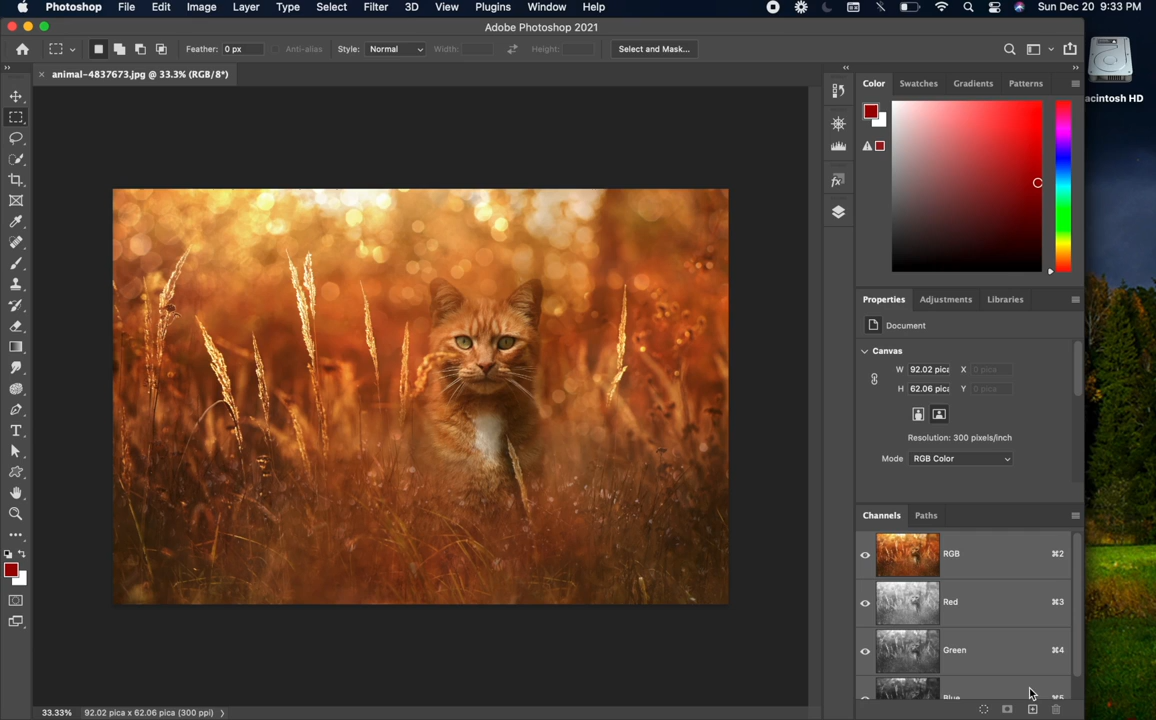 Photoshop File Edit Image Layer Type Select Filter 3D View Plugins Window Help Sun Dec 20 9:33 PM
Adobe Photoshop 2021
Feather: 0 px Anti-alias Style: Normal Width: Height: Select and Mask...
animal-4837673.jpg @ 33.3% (RGB/8*)
acintosh HD
Color Swatches Gradients Patterns
Properties Adjustments Libraries
Document
Canvas
W 92.02 pica X 0 pica
H 62.06 pica Y 0 pica
Resolution: 300 pixels/inch
Mode RGB Color
Channels Paths
RGB ⌘2
Red ⌘3
Green ⌘4
Blue ⌘5
33.33% 92.02 pica x 62.06 pica (300 ppi)